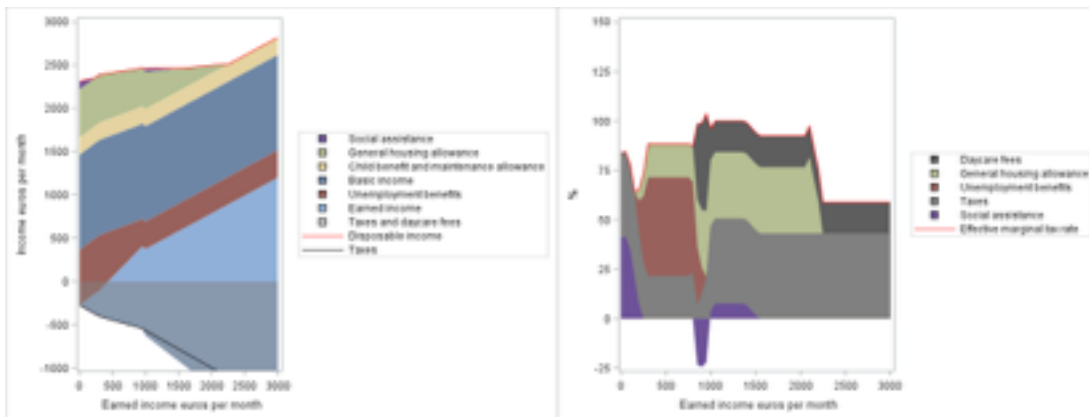 3000
2500
2000
1500
1000
500
0
-500
-1000
Income euros per month
0 500 1000 1500 2000 2500 3000
Earned income euros per month
Social assistance
General housing allowance
Child benefit and maintenance allowance
Basic income
Unemployment benefits
Earned income
Taxes and daycare fees
Disposable income
Taxes
150
125
100
75
50
25
0
-25
%
0 500 1000 1500 2000 2500 3000
Earned income euros per month
Daycare fees
General housing allowance
Unemployment benefits
Taxes
Social assistance
Effective marginal tax rate